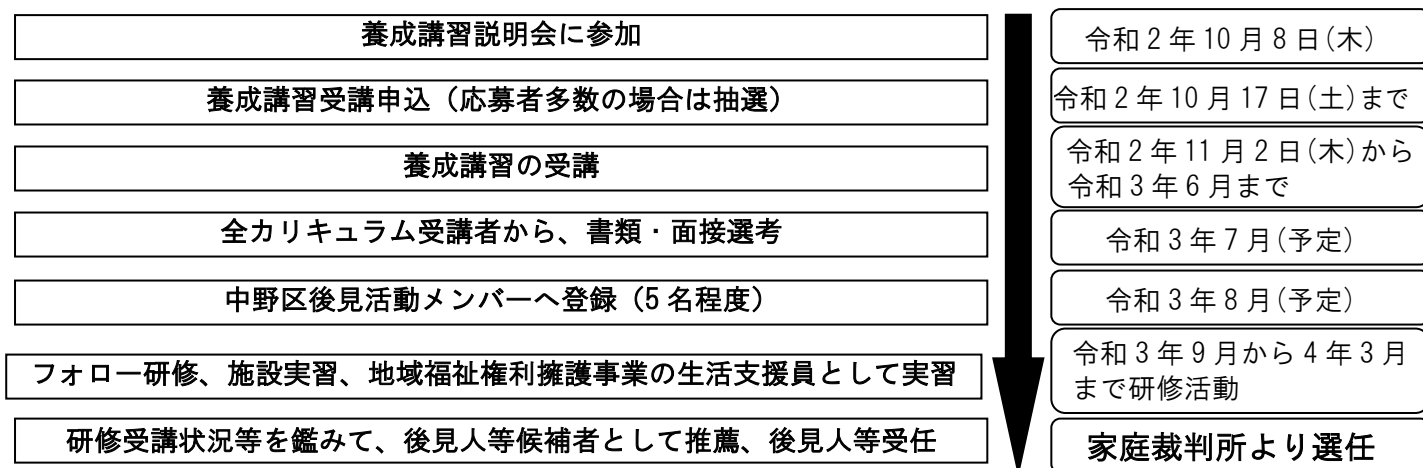 養成講習説明会に参加
令和2年10月8日(木)
養成講習受講申込（応募者多数の場合は抽選）
令和2年10月17日(土)まで
養成講習の受講
令和2年11月2日(木)から
令和3年6月まで
全カリキュラム受講者から、書類・面接選考
令和3年7月(予定)
中野区後見活動メンバーへ登録（5名程度）
令和3年8月(予定)
フォロー研修、施設実習、地域福祉権利擁護事業の生活支援員として実習
令和3年9月から4年3月
まで研修活動
研修受講状況等を鑑みて、後見人等候補者として推薦、後見人等受任
家庭裁判所より選任